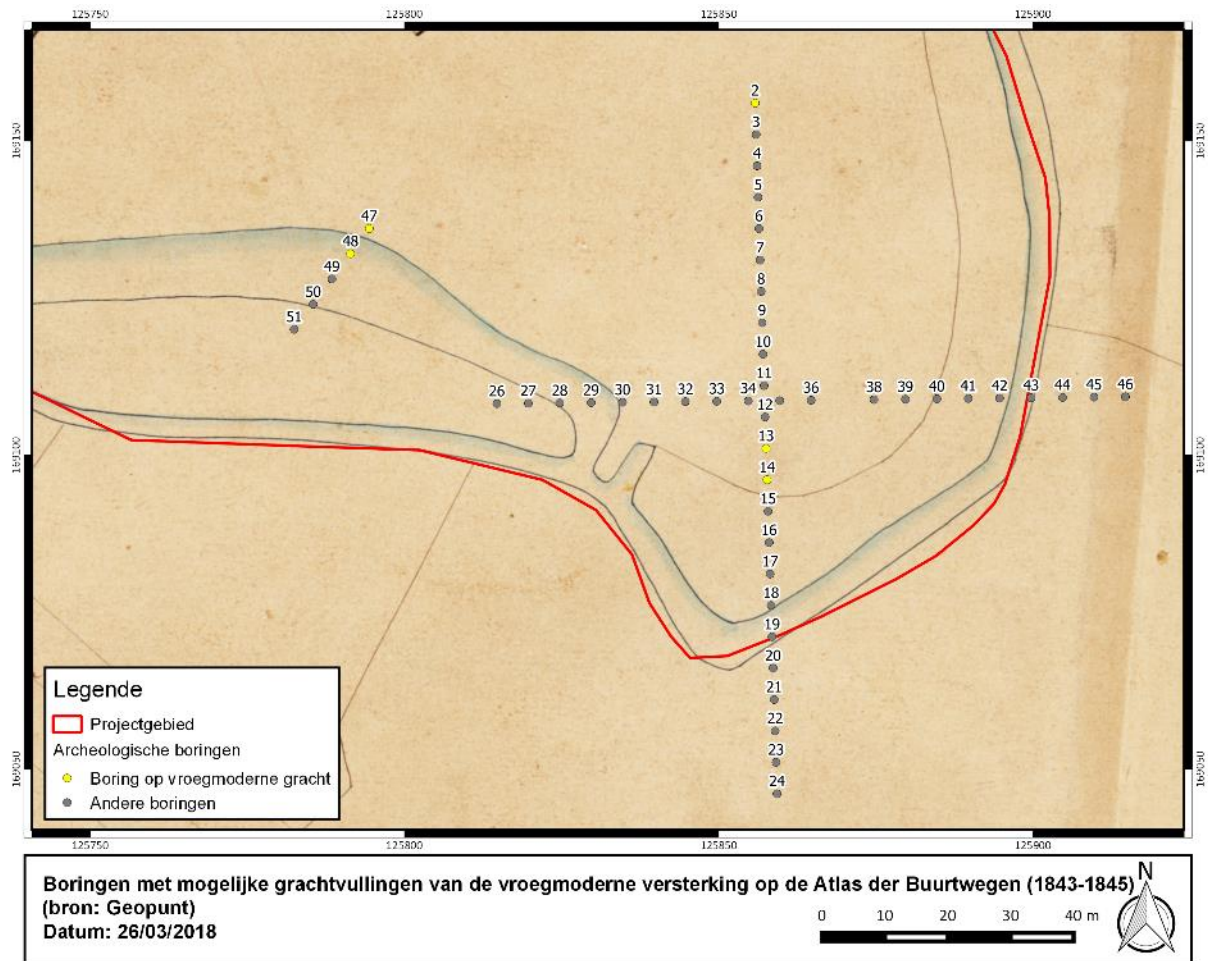 125750 125800 125850 125900
169150 169150
169100 169100
169050 169050
2
3
4
5
6
7
8
9
10
11
12
13
14
15
16
17
18
19
20
21
22
23
24
47
48
49
50
51
26 27 28 29 30 31 32 33 34 36 38 39 40 41 42 43 44 45 46
Legende
Projectgebied
Archeologische boringen
Boring op vroegmoderne gracht
Andere boringen
125750 125800 125850 125900
Boringen met mogelijke grachtvullingen van de vroegmoderne versterking op de Atlas der Buurtwegen (1843-1845)
(bron: Geopunt)
Datum: 26/03/2018
0 10 20 30 40 m
N